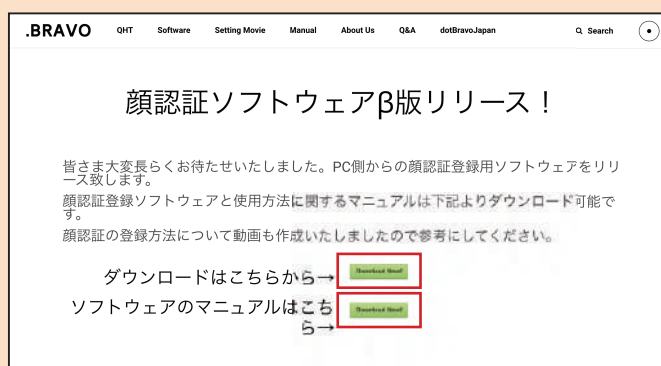 .BRAVO QHT Software Setting Movie Manual About Us Q&A dotBravoJapan Search
顔認証ソフトウェアβ版リリース！
皆さま大変長らくお待たせいたしました。PC側からの顔認証登録用ソフトウェアをリリ
ース致します。
顔認証登録ソフトウェアと使用方法に関するマニュアルは下記よりダウンロード可能で
す。
顔認証の登録方法について動画も作成いたしましたので参考にしてください。
ダウンロードはこちらから→ Download Now!
ソフトウェアのマニュアルはこち
ら→ Download Now!